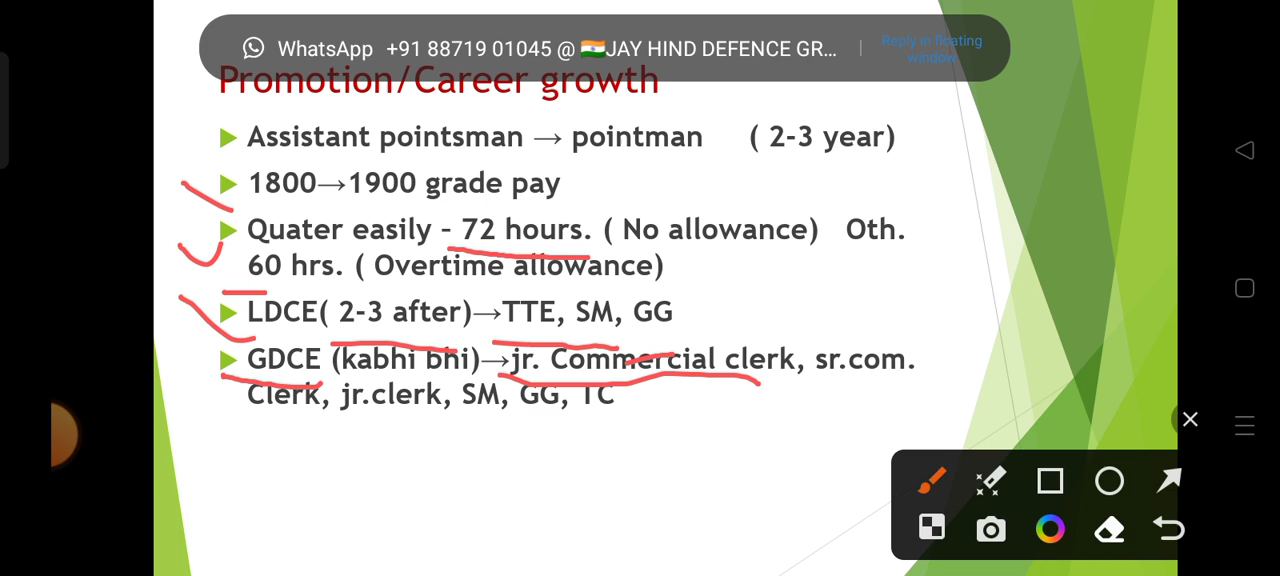 WhatsApp +91 88719 01045 @ 🇮🇳JAY HIND DEFENCE GR...
Reply in floating
window
Promotion/Career growth
Assistant pointsman → pointman ( 2-3 year)
1800→1900 grade pay
Quater easily – 72 hours. ( No allowance) Oth.
60 hrs. ( Overtime allowance)
LDCE( 2-3 after)→TTE, SM, GG
GDCE (kabhi bhi)→jr. Commercial clerk, sr.com.
Clerk, jr.clerk, SM, GG, TC